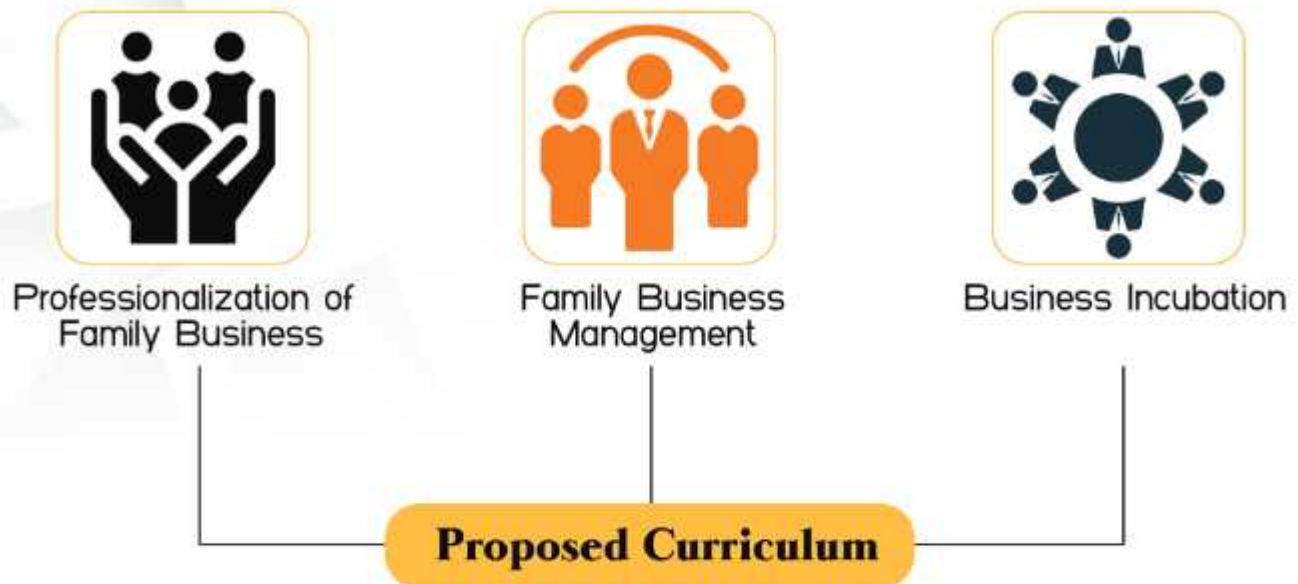 Professionalization of
Family Business
Family Business
Management
Business Incubation
Proposed Curriculum